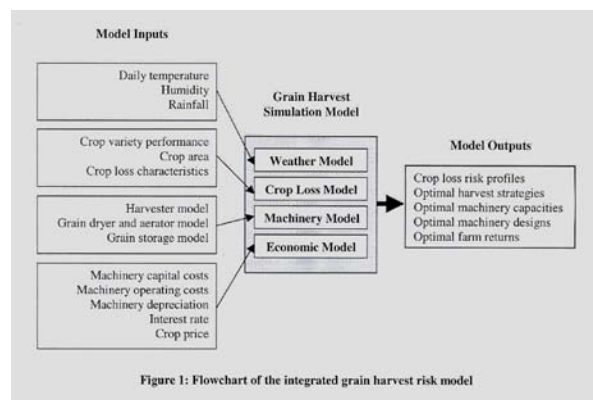 Model Inputs
Daily temperature
Humidity
Rainfall
Crop variety performance
Crop area
Crop loss characteristics
Harvester model
Grain dryer and aerator model
Grain storage model
Machinery capital costs
Machinery operating costs
Machinery depreciation
Interest rate
Crop price
Grain Harvest
Simulation Model
Weather Model
Crop Loss Model
Machinery Model
Economic Model
Model Outputs
Crop loss risk profiles
Optimal harvest strategies
Optimal machinery capacities
Optimal machinery designs
Optimal farm returns
Figure 1: Flowchart of the integrated grain harvest risk model